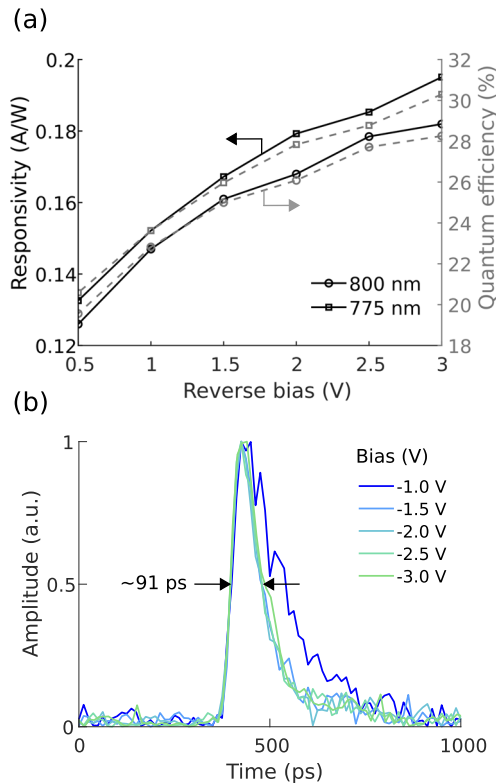 (a)
0.2
0.18
0.16
0.14
0.12
Responsivity (A/W)
32
30
28
26
24
22
20
18
Quantum efficiency (%)
800 nm
775 nm
0.5 1 1.5 2 2.5 3
Reverse bias (V)
(b)
1
0.5
0
Amplitude (a.u.)
~91 ps
Bias (V)
-1.0 V
-1.5 V
-2.0 V
-2.5 V
-3.0 V
0 500 1000
Time (ps)